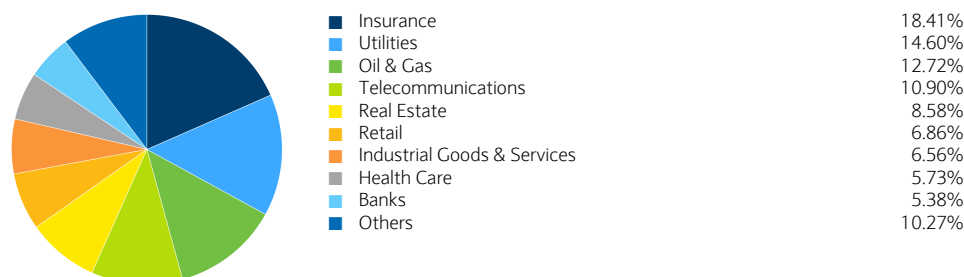 Insurance 18.41%
Utilities 14.60%
Oil & Gas 12.72%
Telecommunications 10.90%
Real Estate 8.58%
Retail 6.86%
Industrial Goods & Services 6.56%
Health Care 5.73%
Banks 5.38%
Others 10.27%